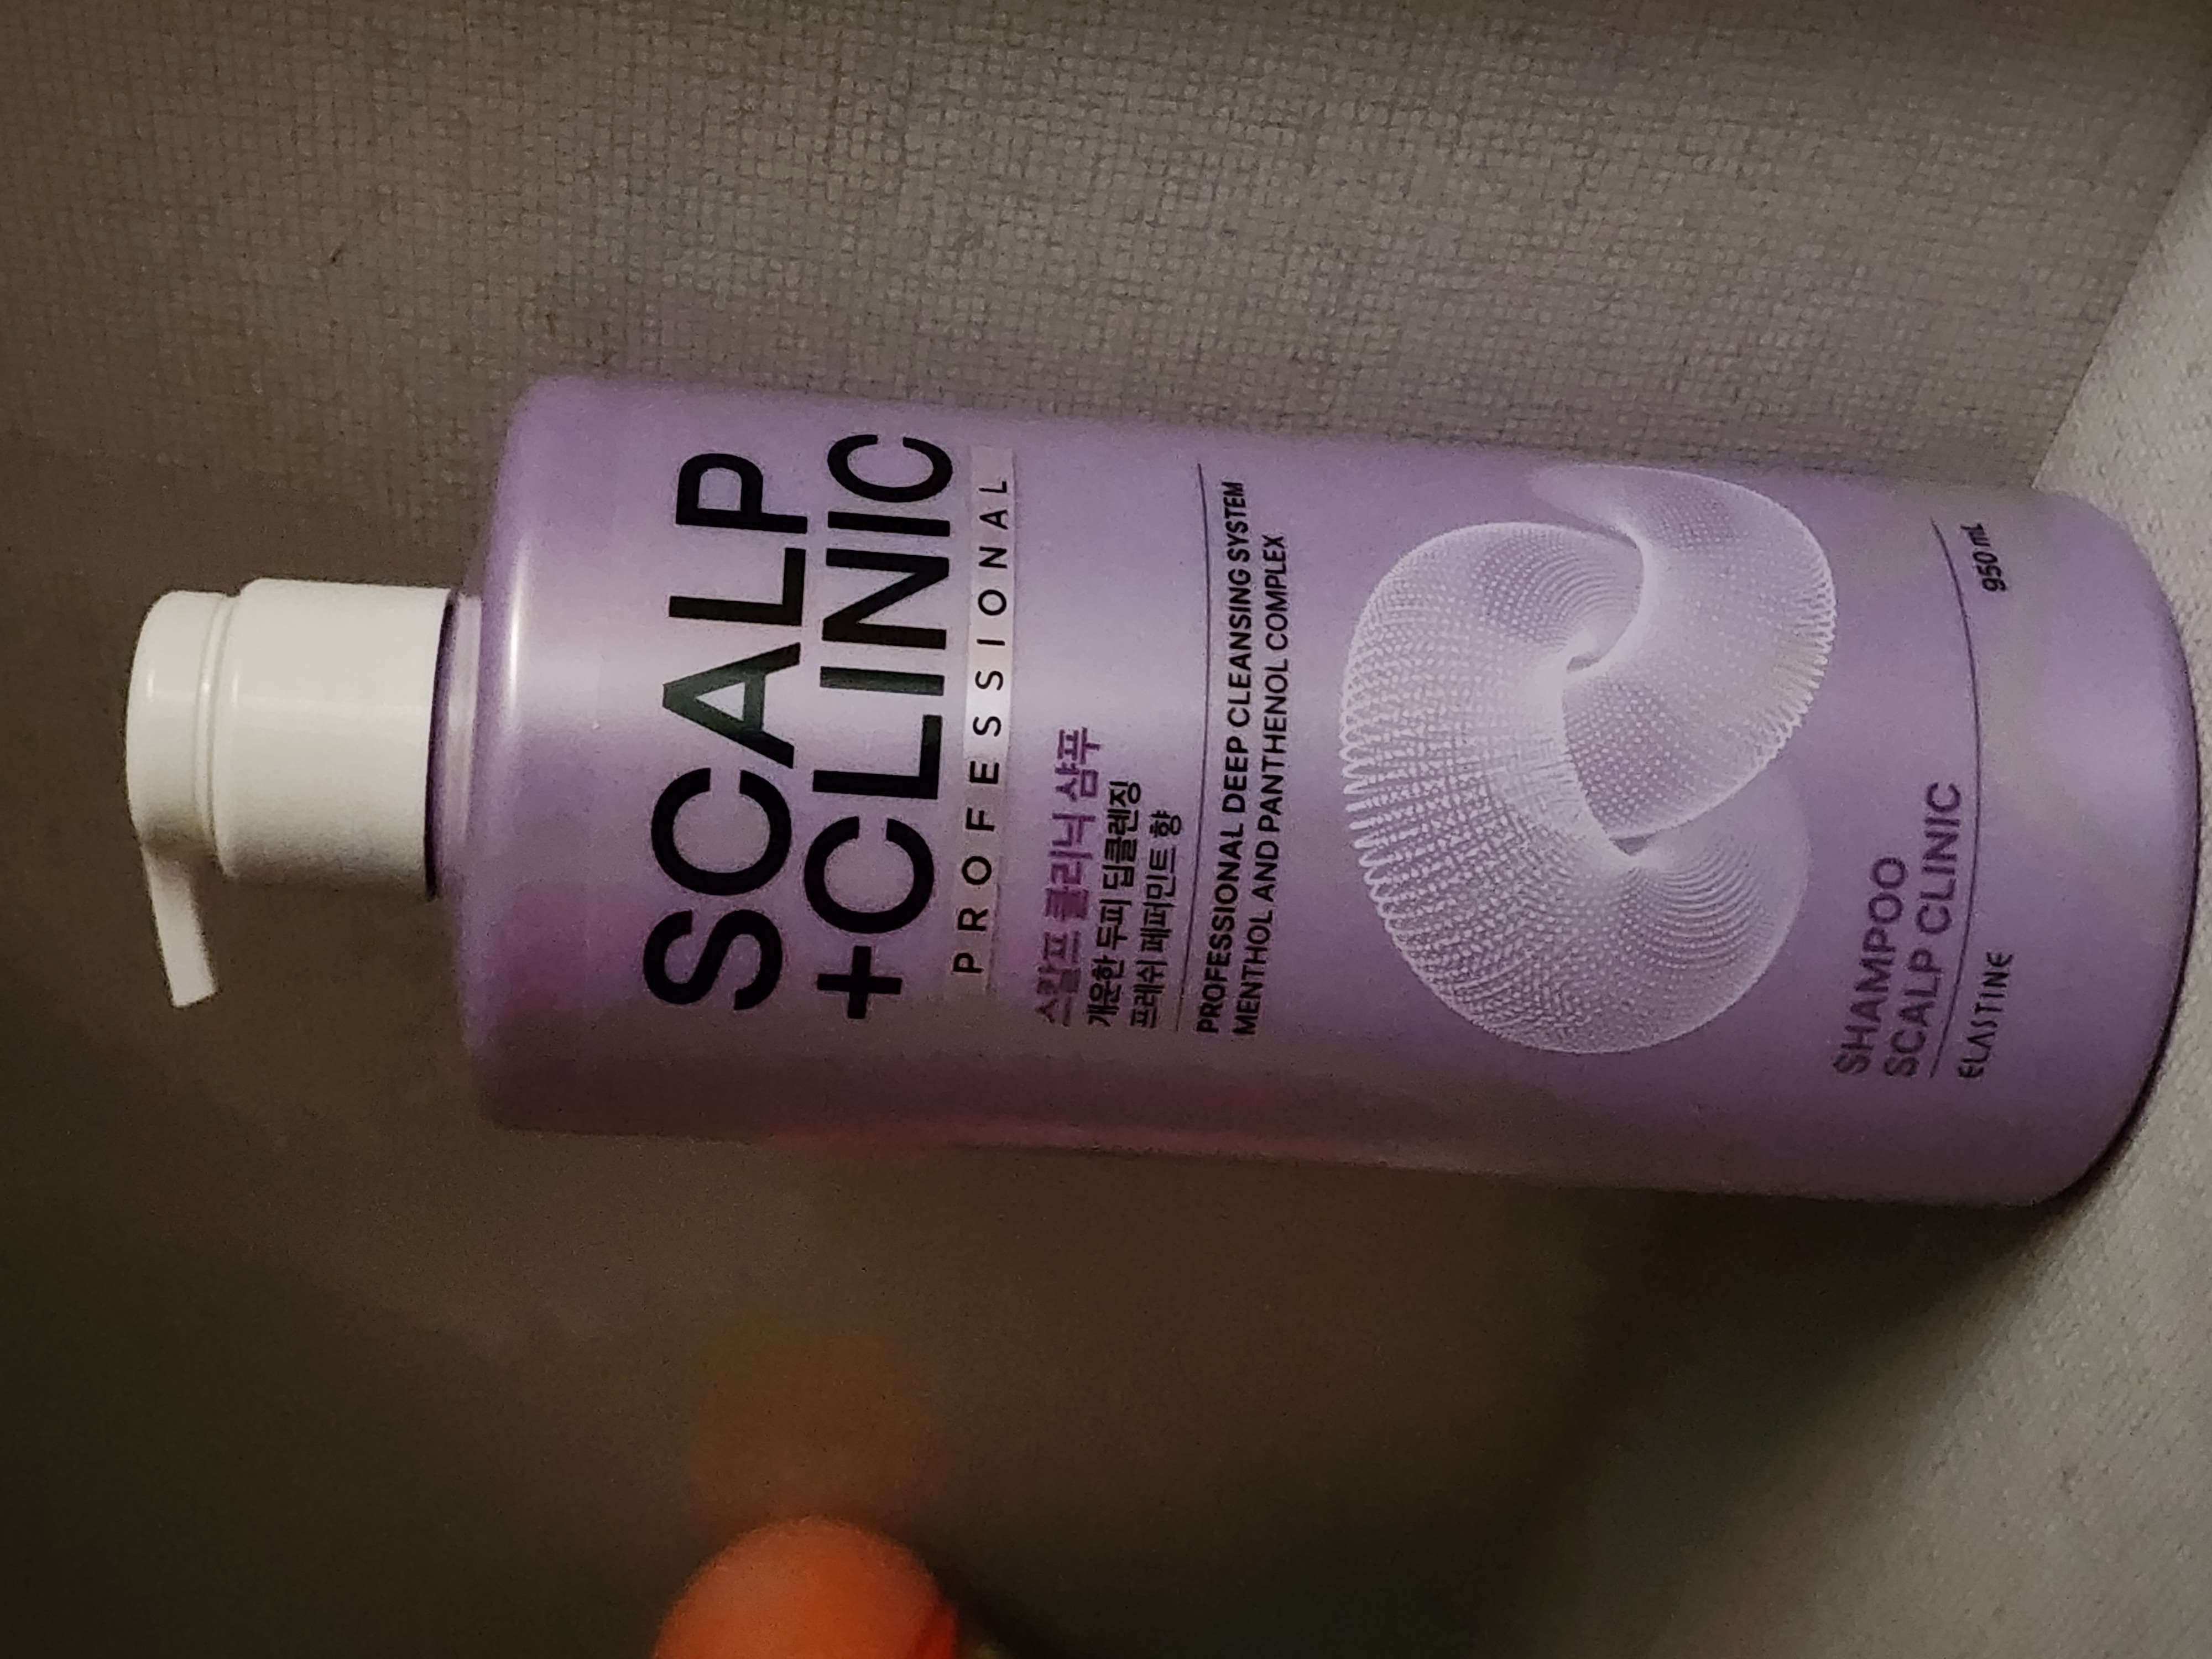 SCALP
+CLINIC
PROFESSIONAL
스칼프 클리닉 샴푸
개운한 두피 딥클렌징
프레쉬 페퍼민트 향
PROFESSIONAL DEEP CLEANSING SYSTEM
MENTHOL AND PANTHENOL COMPLEX
SHAMPOO
SCALP CLINIC
ELASTINE 950 mL